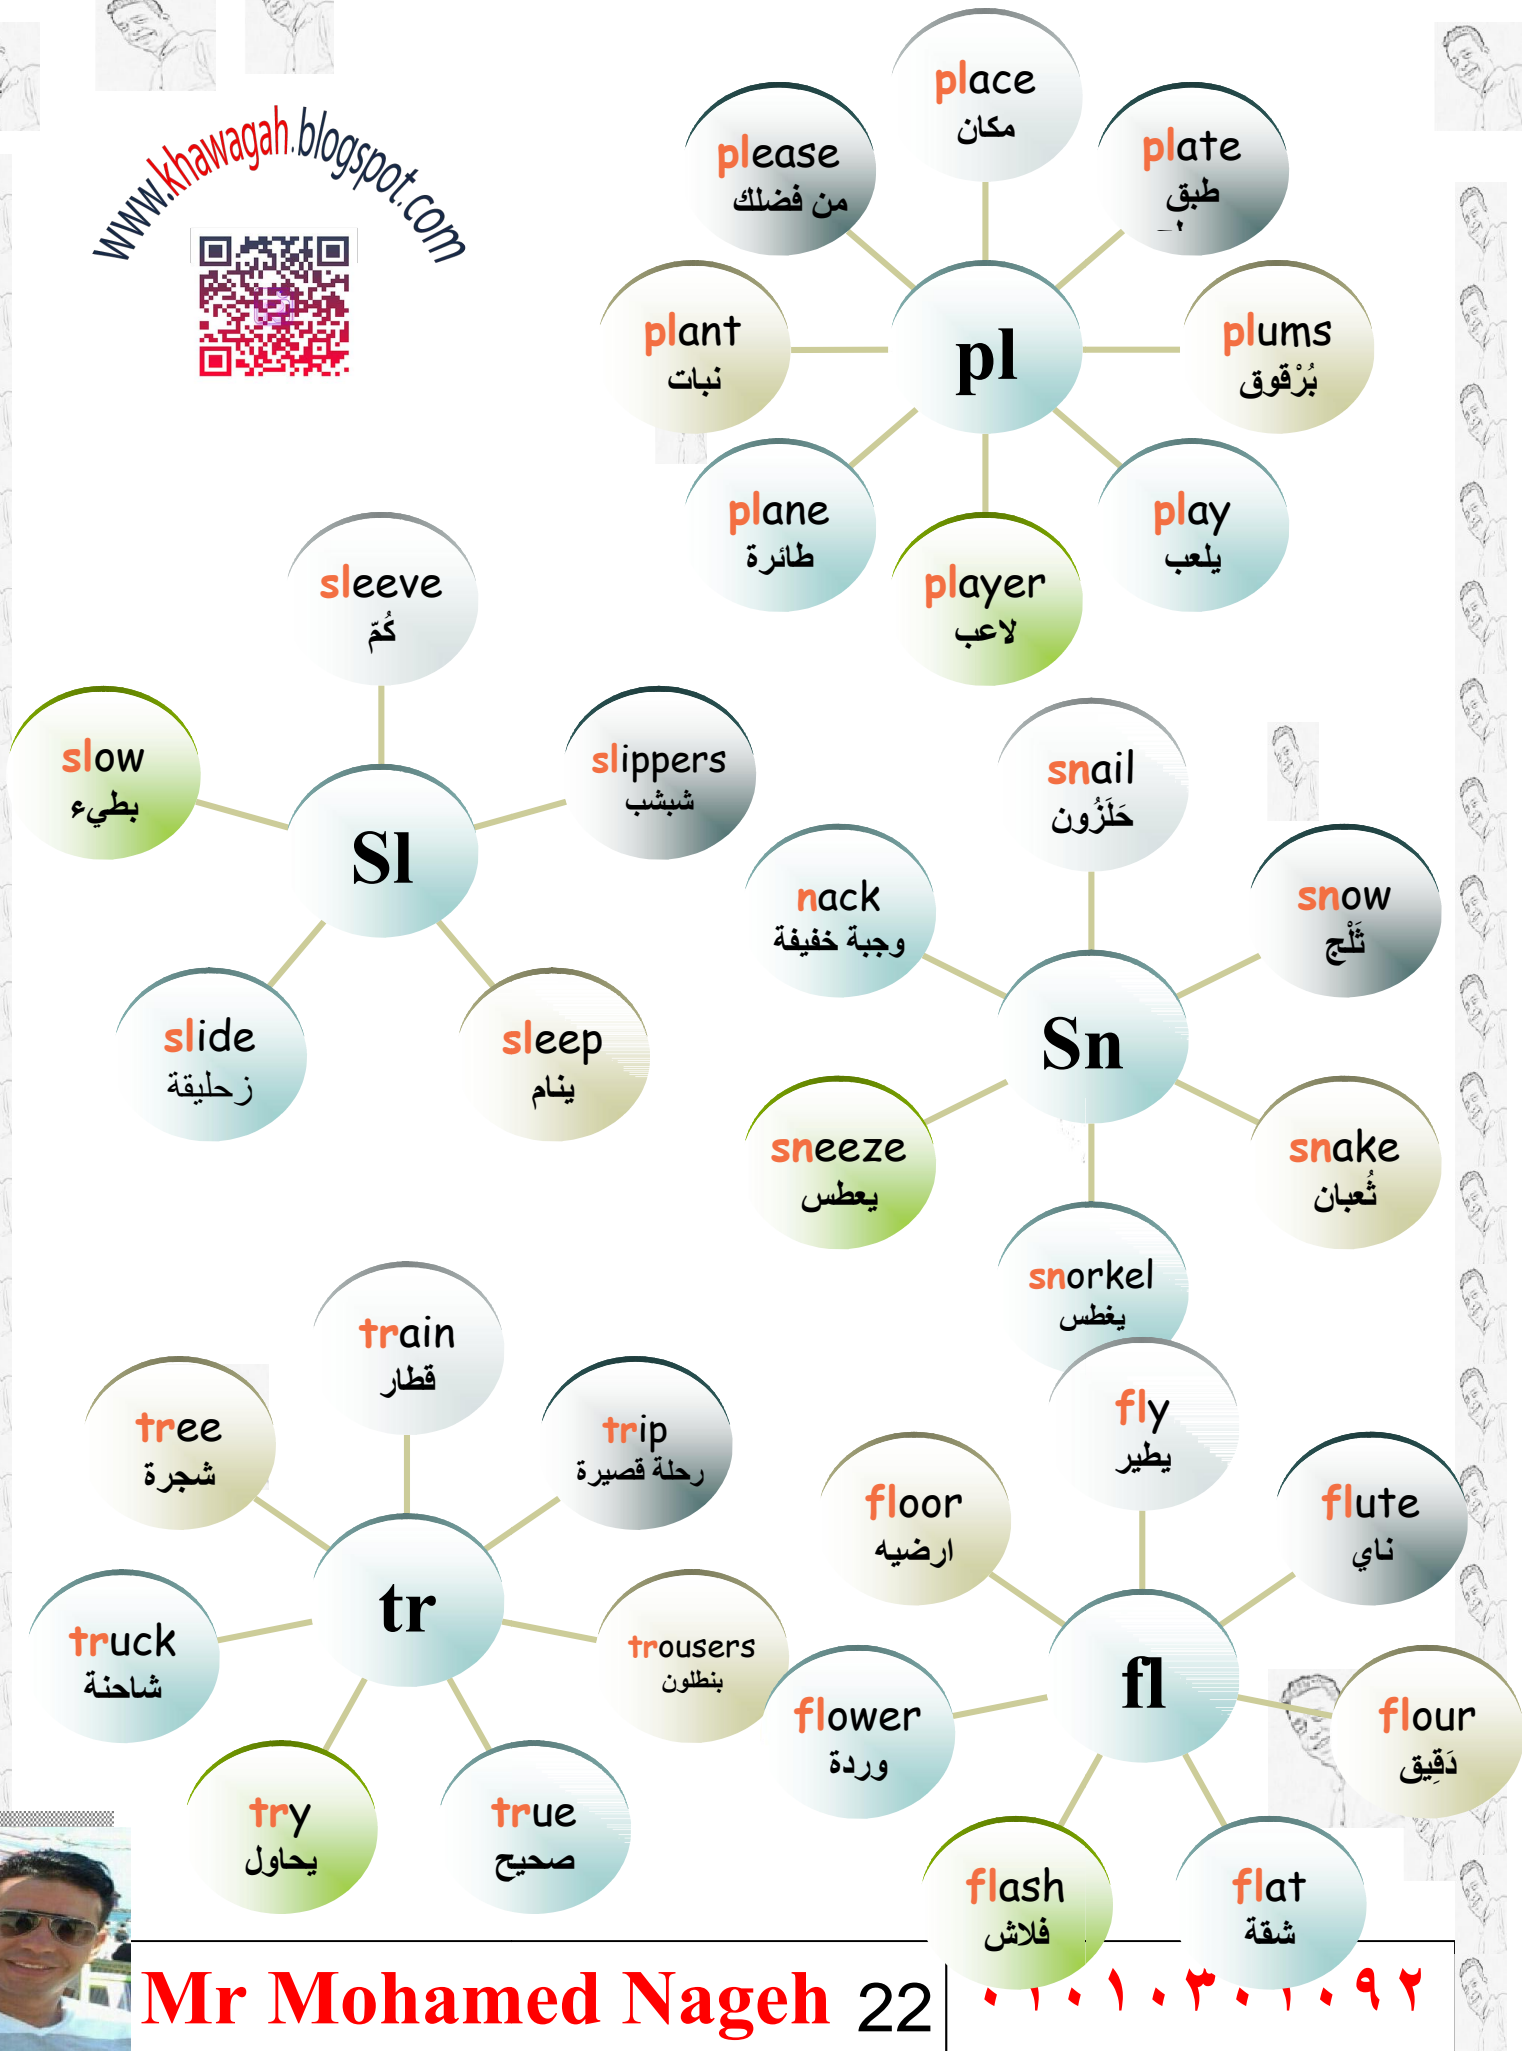 www.khawagah.blogspot.com
place
مكان
plate
طبق
plums
بُرْقوق
play
يلعب
player
لاعب
plane
طائرة
plant
نبات
please
من فضلك
pl
sleeve
كُمّ
slippers
شبشب
sleep
ينام
slide
زحليقة
slow
بطيء
Sl
snail
حَلَزُون
snow
ثَلْج
snake
ثُعبان
snorkel
يغطس
sneeze
يعطس
nack
وجبة خفيفة
Sn
train
قطار
trip
رحلة قصيرة
trousers
بنطلون
true
صحيح
try
يحاول
truck
شاحنة
tree
شجرة
tr
fly
يطير
flute
ناي
flour
دَقِيق
flat
شقة
flash
فلاش
flower
وردة
floor
ارضيه
fl
Mr Mohamed Nageh
22